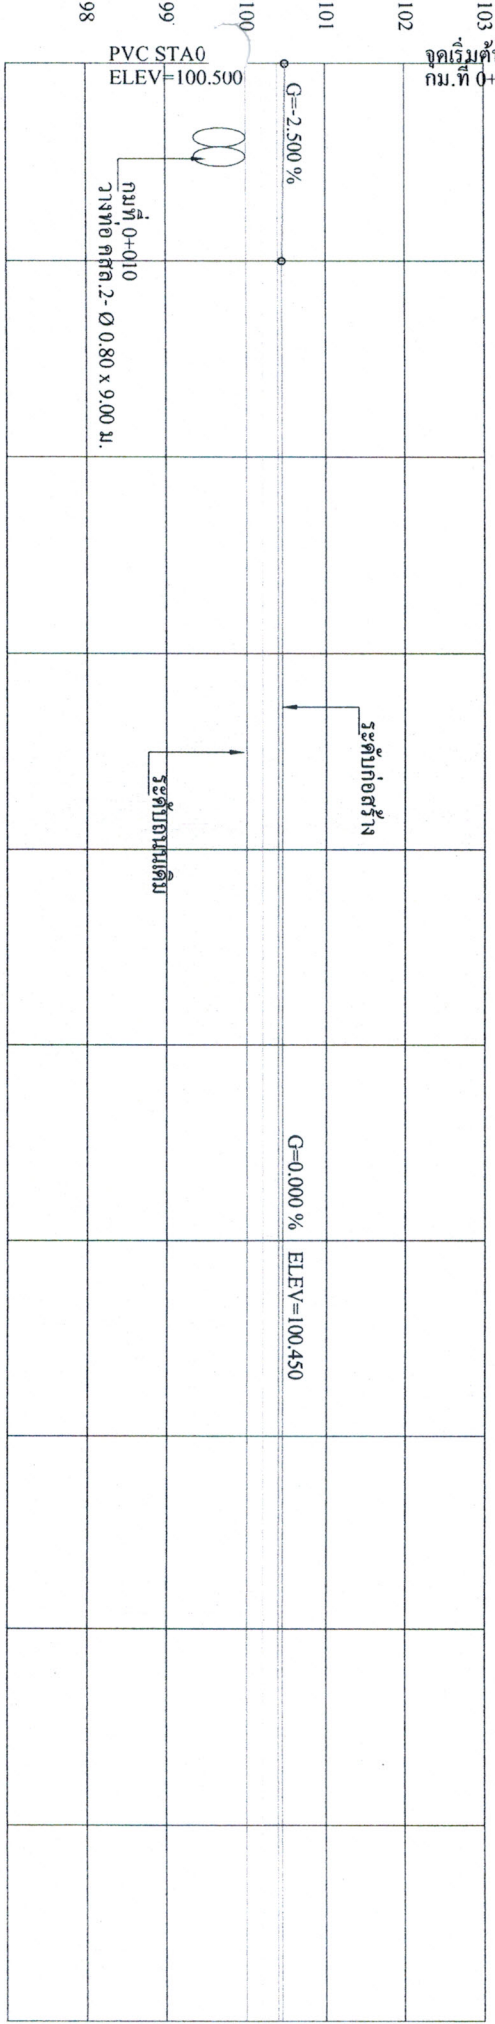 103
102
101
100
99
98
จุดเริ่มต้
กม.ที่ 0+
PVC STA0
ELEV=100.500
G=-2.500 %
กม.ที่ 0+010
วางท่อ คสล.2- Ø 0.80 x 9.00 ม.
ระดับก่อสร้าง
ระดับถนนเดิม
G=0.000 % ELEV=100.450